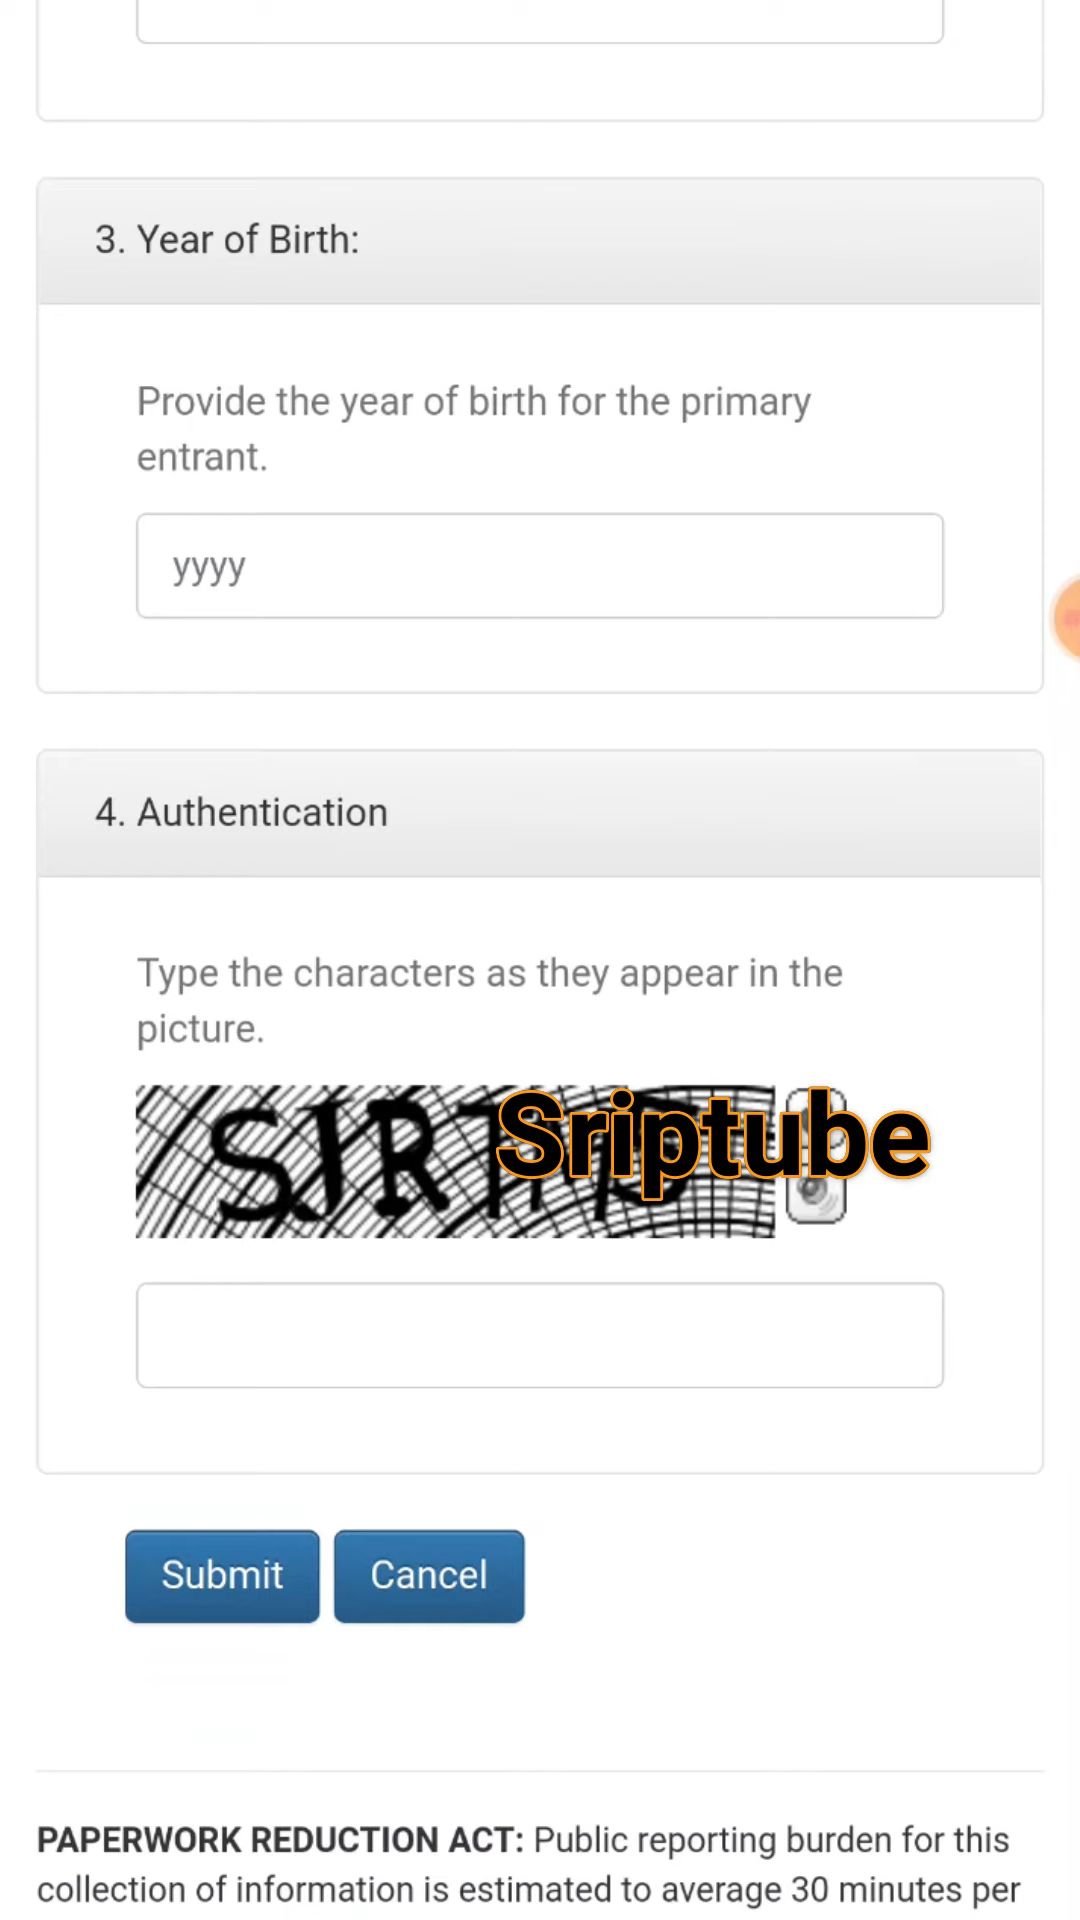 3. Year of Birth:
Provide the year of birth for the primary
entrant.
yyyy
4. Authentication
Type the characters as they appear in the
picture.
Sriptube
Submit
Cancel
PAPERWORK REDUCTION ACT: Public reporting burden for this
collection of information is estimated to average 30 minutes per